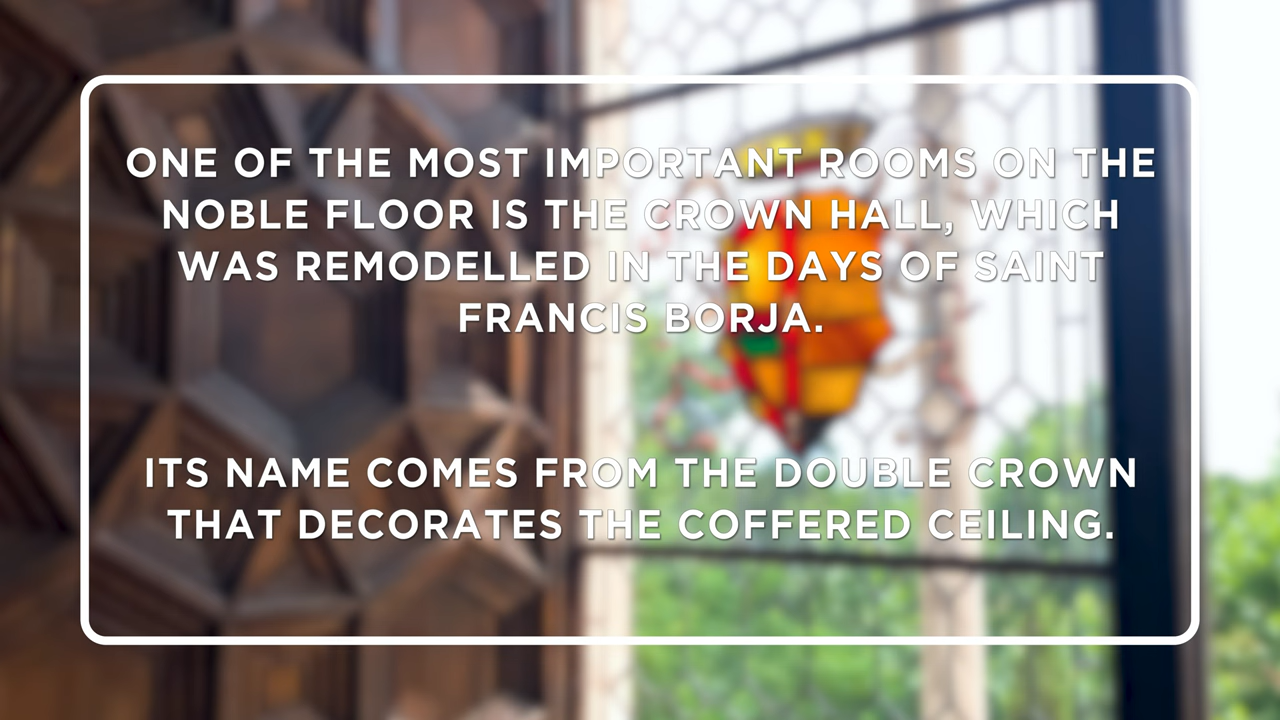 ONE OF THE MOST IMPORTANT ROOMS ON THE
NOBLE FLOOR IS THE CROWN HALL, WHICH
WAS REMODELLED IN THE DAYS OF SAINT
FRANCIS BORJA.
ITS NAME COMES FROM THE DOUBLE CROWN
THAT DECORATES THE COFFERED CEILING.